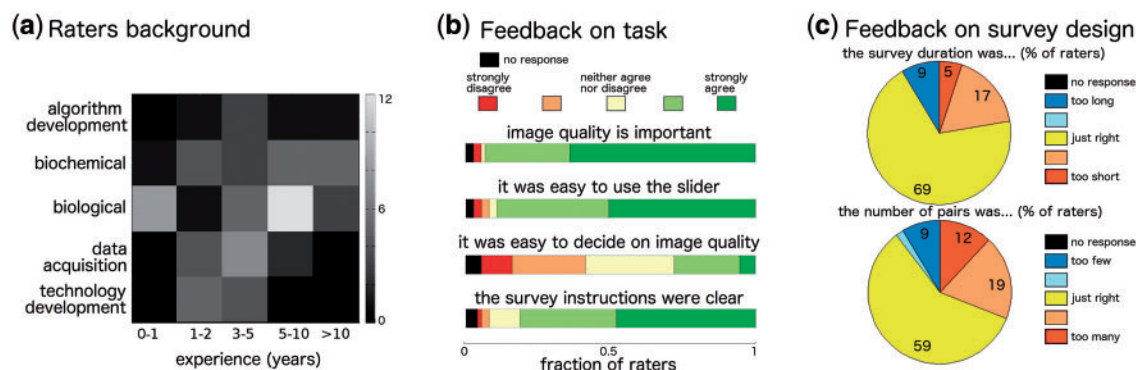 (a) Raters background
algorithm
development
biochemical
biological
data
acquisition
technology
development
0-1 1-2 3-5 5-10 >10
experience (years)
12
6
0
(b) Feedback on task
no response
strongly
disagree
neither agree
nor disagree
strongly
agree
image quality is important
it was easy to use the slider
it was easy to decide on image quality
the survey instructions were clear
0 0.5 1
fraction of raters
(c) Feedback on survey design
the survey duration was... (% of raters)
9 5
17
69
no response
too long
just right
too short
the number of pairs was... (% of raters)
9 12
19
59
no response
too few
just right
too many